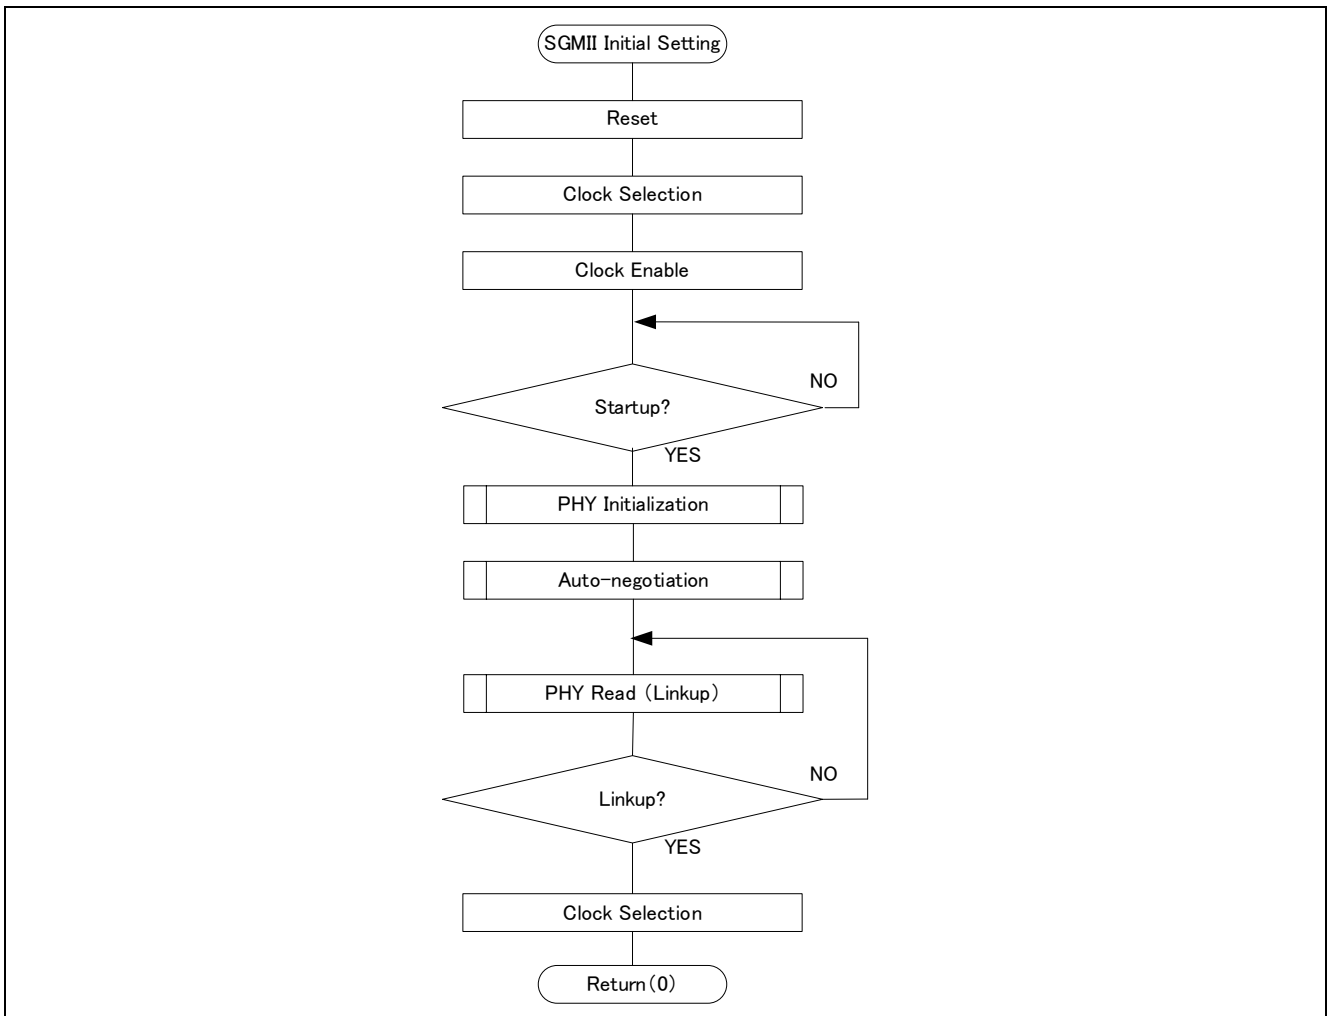 SGMII Initial Setting
Reset
Clock Selection
Clock Enable
NO
Startup?
YES
PHY Initialization
Auto-negotiation
PHY Read (Linkup)
NO
Linkup?
YES
Clock Selection
Return(0)